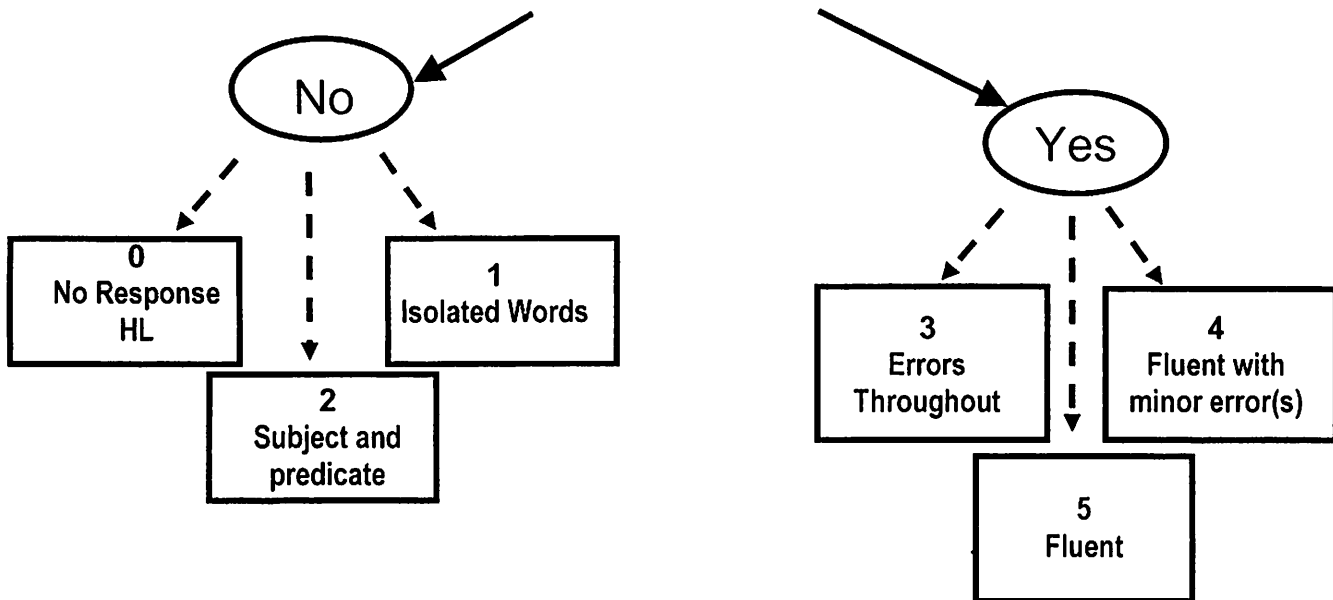 No
0
No Response
HL
1
Isolated Words
2
Subject and
predicate
Yes
3
Errors
Throughout
4
Fluent with
minor error(s)
5
Fluent